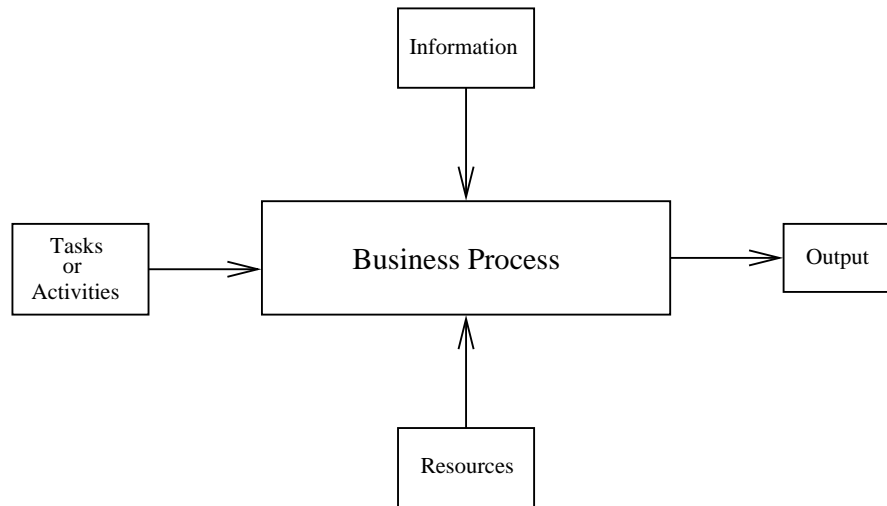 Information
Tasks
or
Activities
Business Process
Output
Resources